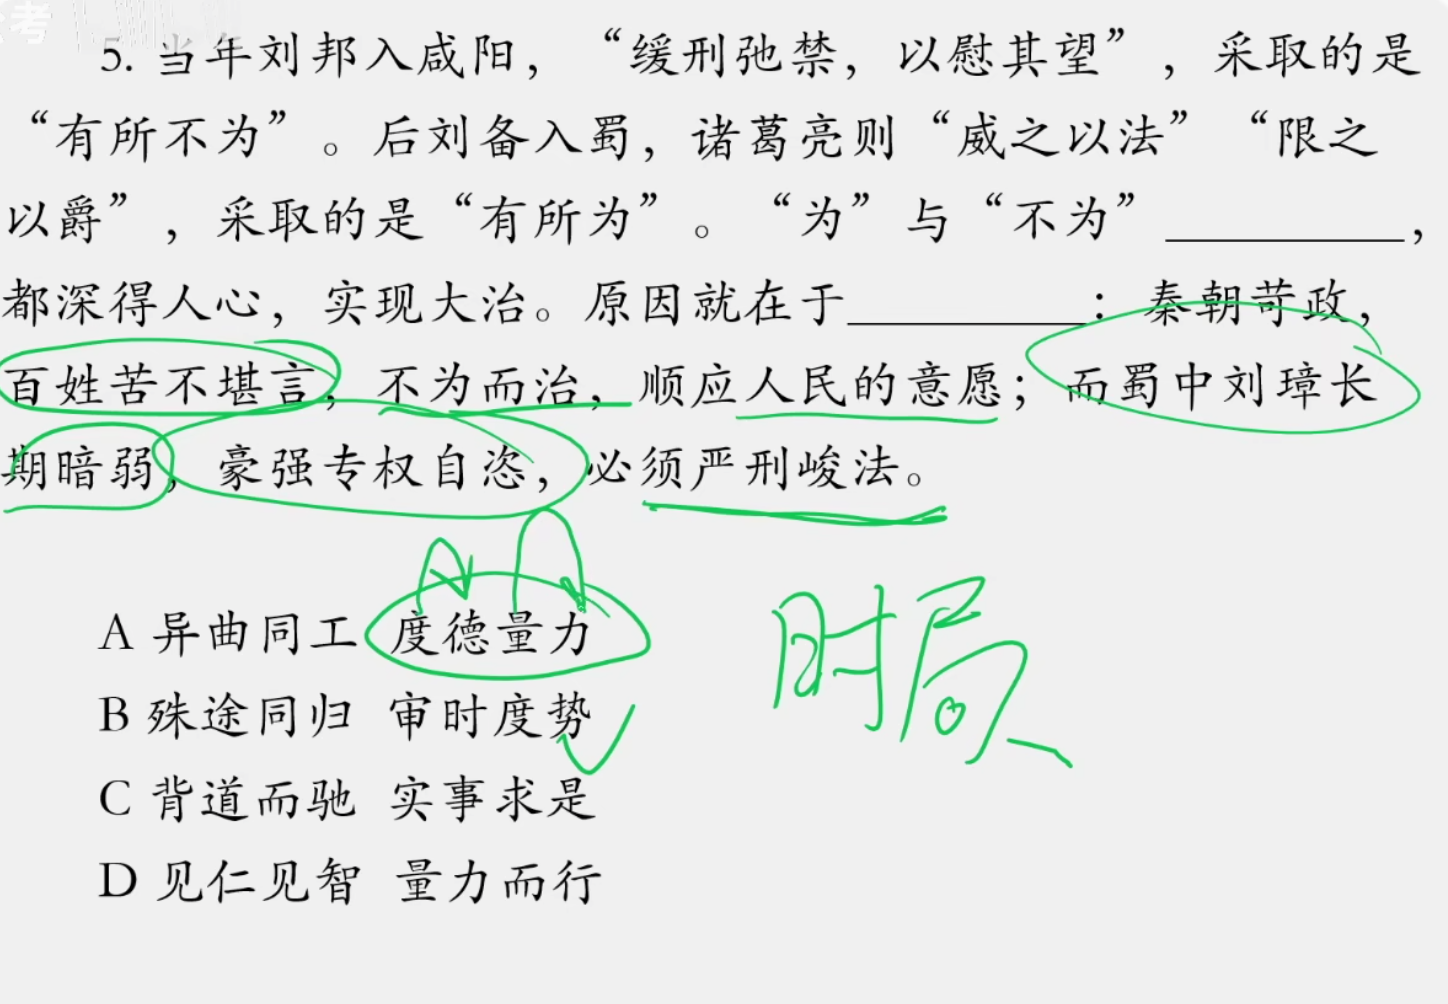 考
5. 当年刘邦入咸阳，“缓刑弛禁，以慰其望”，采取的是
“有所不为”。后刘备入蜀，诸葛亮则“威之以法”“限之
以爵”，采取的是“有所为”。“为”与“不为”__________，
都深得人心，实现大治。原因就在于__________：秦朝苛政，
百姓苦不堪言，不为而治，顺应人民的意愿；而蜀中刘璋长
期暗弱，豪强专权自恣，必须严刑峻法。
A 异曲同工 度德量力
B 殊途同归 审时度势
C 背道而驰 实事求是
D 见仁见智 量力而行
时局